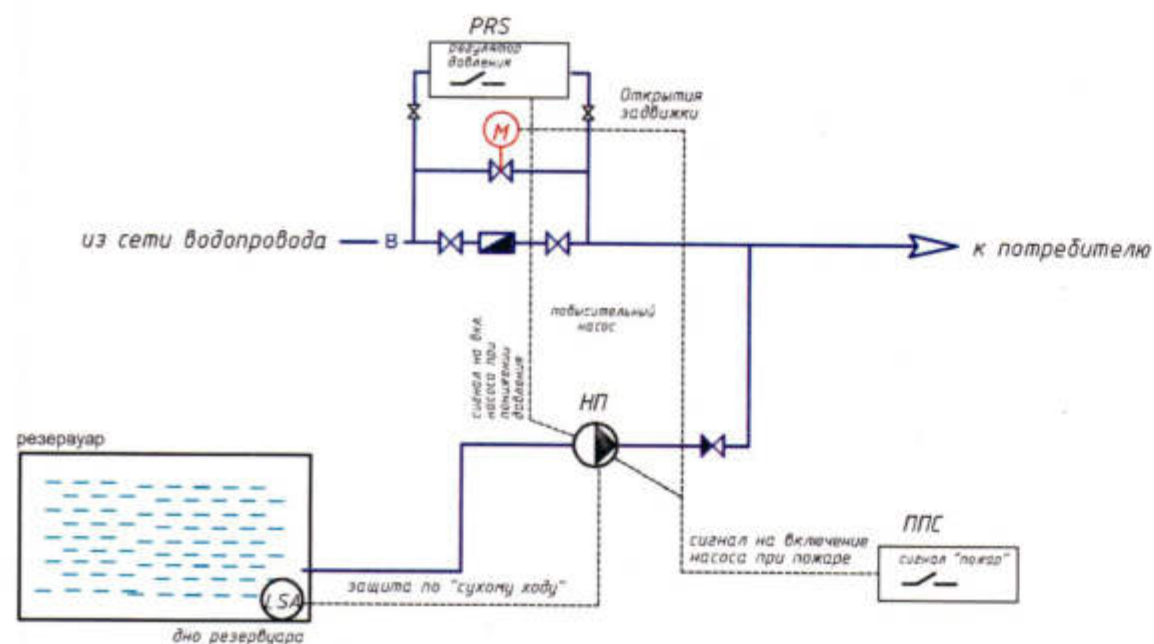 PRS
регулятор
давления
Открытия
задвижки
M
из сети водопровода
В
к потребителю
повысительный
насос
сигнал на вкл.
насоса при
понижении
давления
НП
резервуар
ППС
сигнал на включение
насоса при пожаре
сигнал "пожар"
защита по "сухому ходу"
LSA
дно резервуара